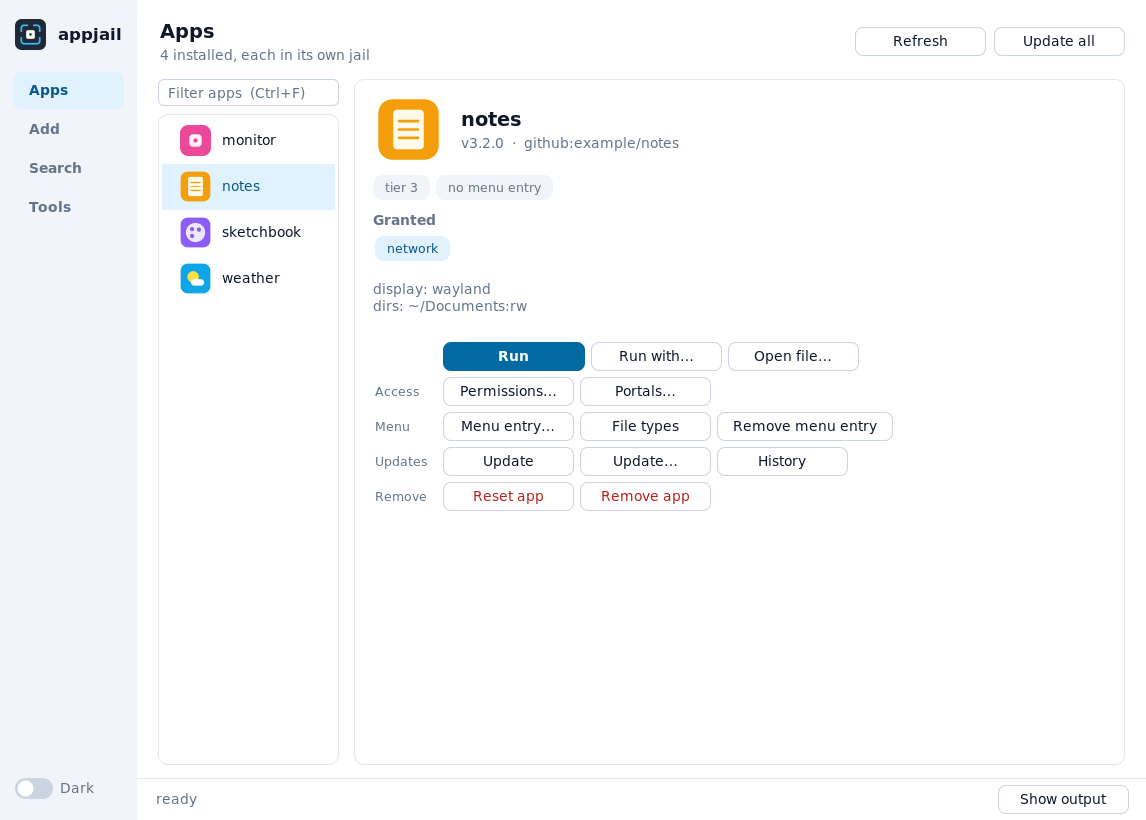 appjail
Apps
Add
Search
Tools
Dark
Apps
4 installed, each in its own jail
Refresh
Update all
Filter apps (Ctrl+F)
monitor
notes
sketchbook
weather
notes
v3.2.0 · github:example/notes
tier 3
no menu entry
Granted
network
display: wayland
dirs: ~/Documents:rw
Run
Run with...
Open file...
Access
Permissions...
Portals...
Menu
Menu entry...
File types
Remove menu entry
Updates
Update
Update...
History
Remove
Reset app
Remove app
ready
Show output